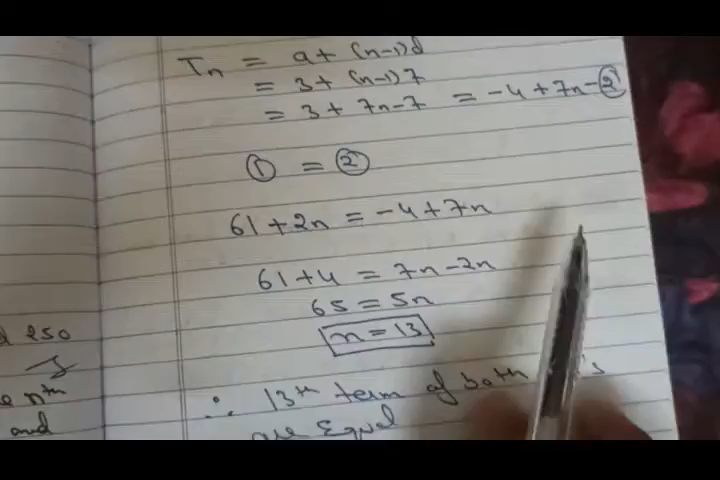 Tn = a + (n-1)d
= 3 + (n-1)7
= 3 + 7n-7 = -4 + 7n - ②
① = ②
61 + 2n = -4 + 7n
61 + 4 = 7n - 2n
65 = 5n
n = 13
∴ 13th term of both
are Equal
250
nth
and